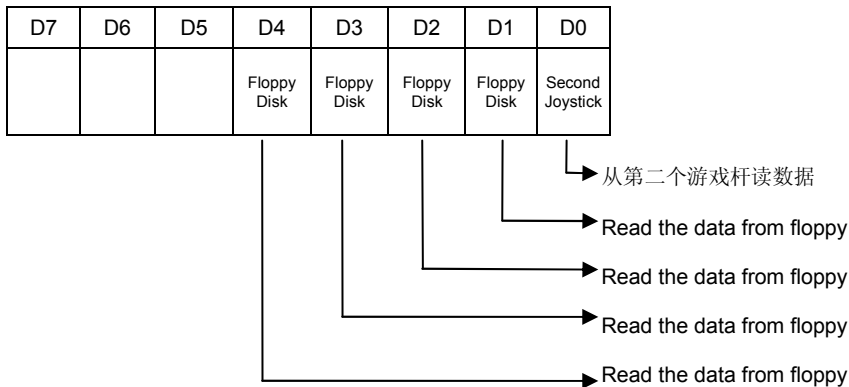 D7 D6 D5 D4 D3 D2 D1 D0
Floppy Disk Floppy Disk Floppy Disk Floppy Disk Second Joystick
从第二个游戏杆读数据
Read the data from floppy
Read the data from floppy
Read the data from floppy
Read the data from floppy